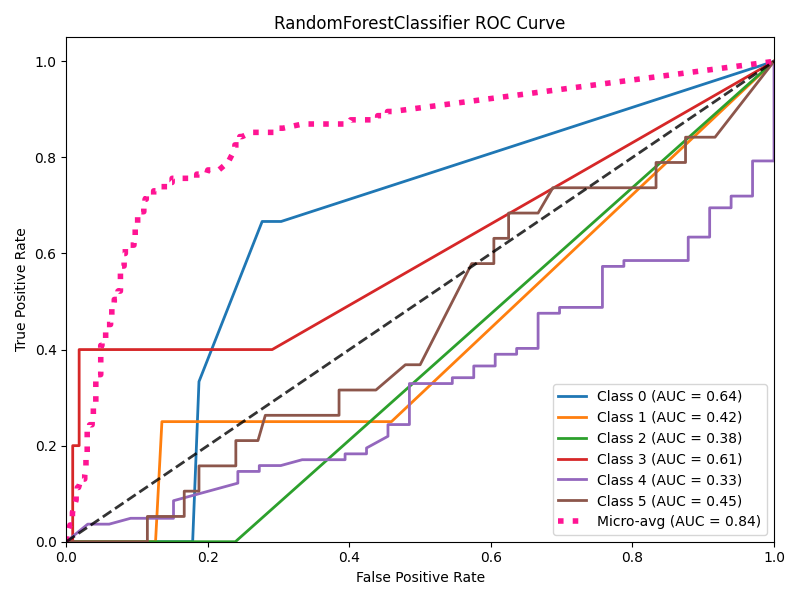 RandomForestClassifier ROC Curve
True Positive Rate
1.0
0.8
0.6
0.4
0.2
0.0
0.0 0.2 0.4 0.6 0.8 1.0
False Positive Rate
Class 0 (AUC = 0.64)
Class 1 (AUC = 0.42)
Class 2 (AUC = 0.38)
Class 3 (AUC = 0.61)
Class 4 (AUC = 0.33)
Class 5 (AUC = 0.45)
Micro-avg (AUC = 0.84)